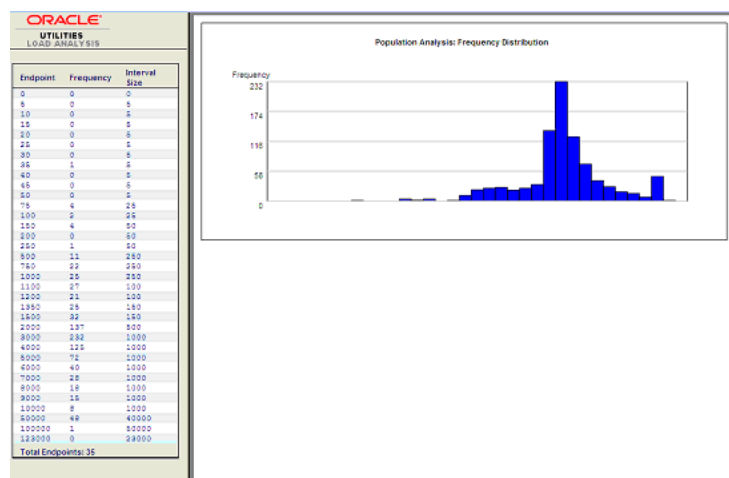 ORACLE
UTILITIES
LOAD ANALYSIS
Endpoint Frequency Interval Size
0 0 0
5 0 5
10 0 5
15 0 5
20 0 5
25 0 5
30 0 5
35 1 5
40 0 5
45 0 5
50 0 5
75 4 25
100 2 25
150 4 50
200 0 50
250 1 50
500 11 250
750 22 250
1000 25 250
1100 27 100
1200 21 100
1350 25 150
1500 32 150
2000 137 500
3000 232 1000
4000 125 1000
5000 72 1000
6000 40 1000
7000 28 1000
8000 18 1000
9000 15 1000
10000 8 1000
50000 48 40000
100000 1 50000
123000 0 23000
Total Endpoints: 35
Population Analysis: Frequency Distribution
Frequency
232
174
116
58
0